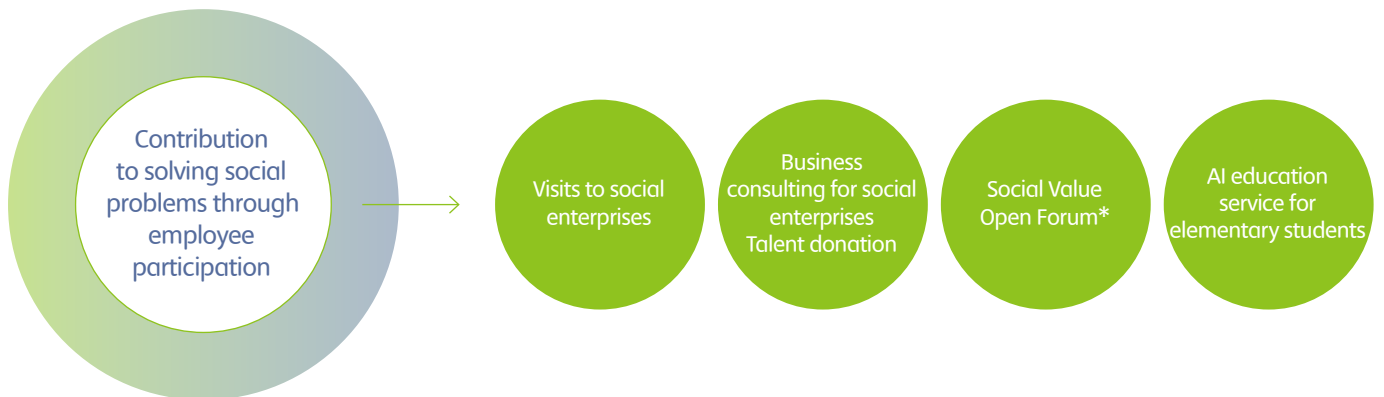 Contribution
to solving social
problems through
employee
participation
Visits to social
enterprises
Business
consulting for social
enterprises
Talent donation
Social Value
Open Forum*
AI education
service for
elementary students